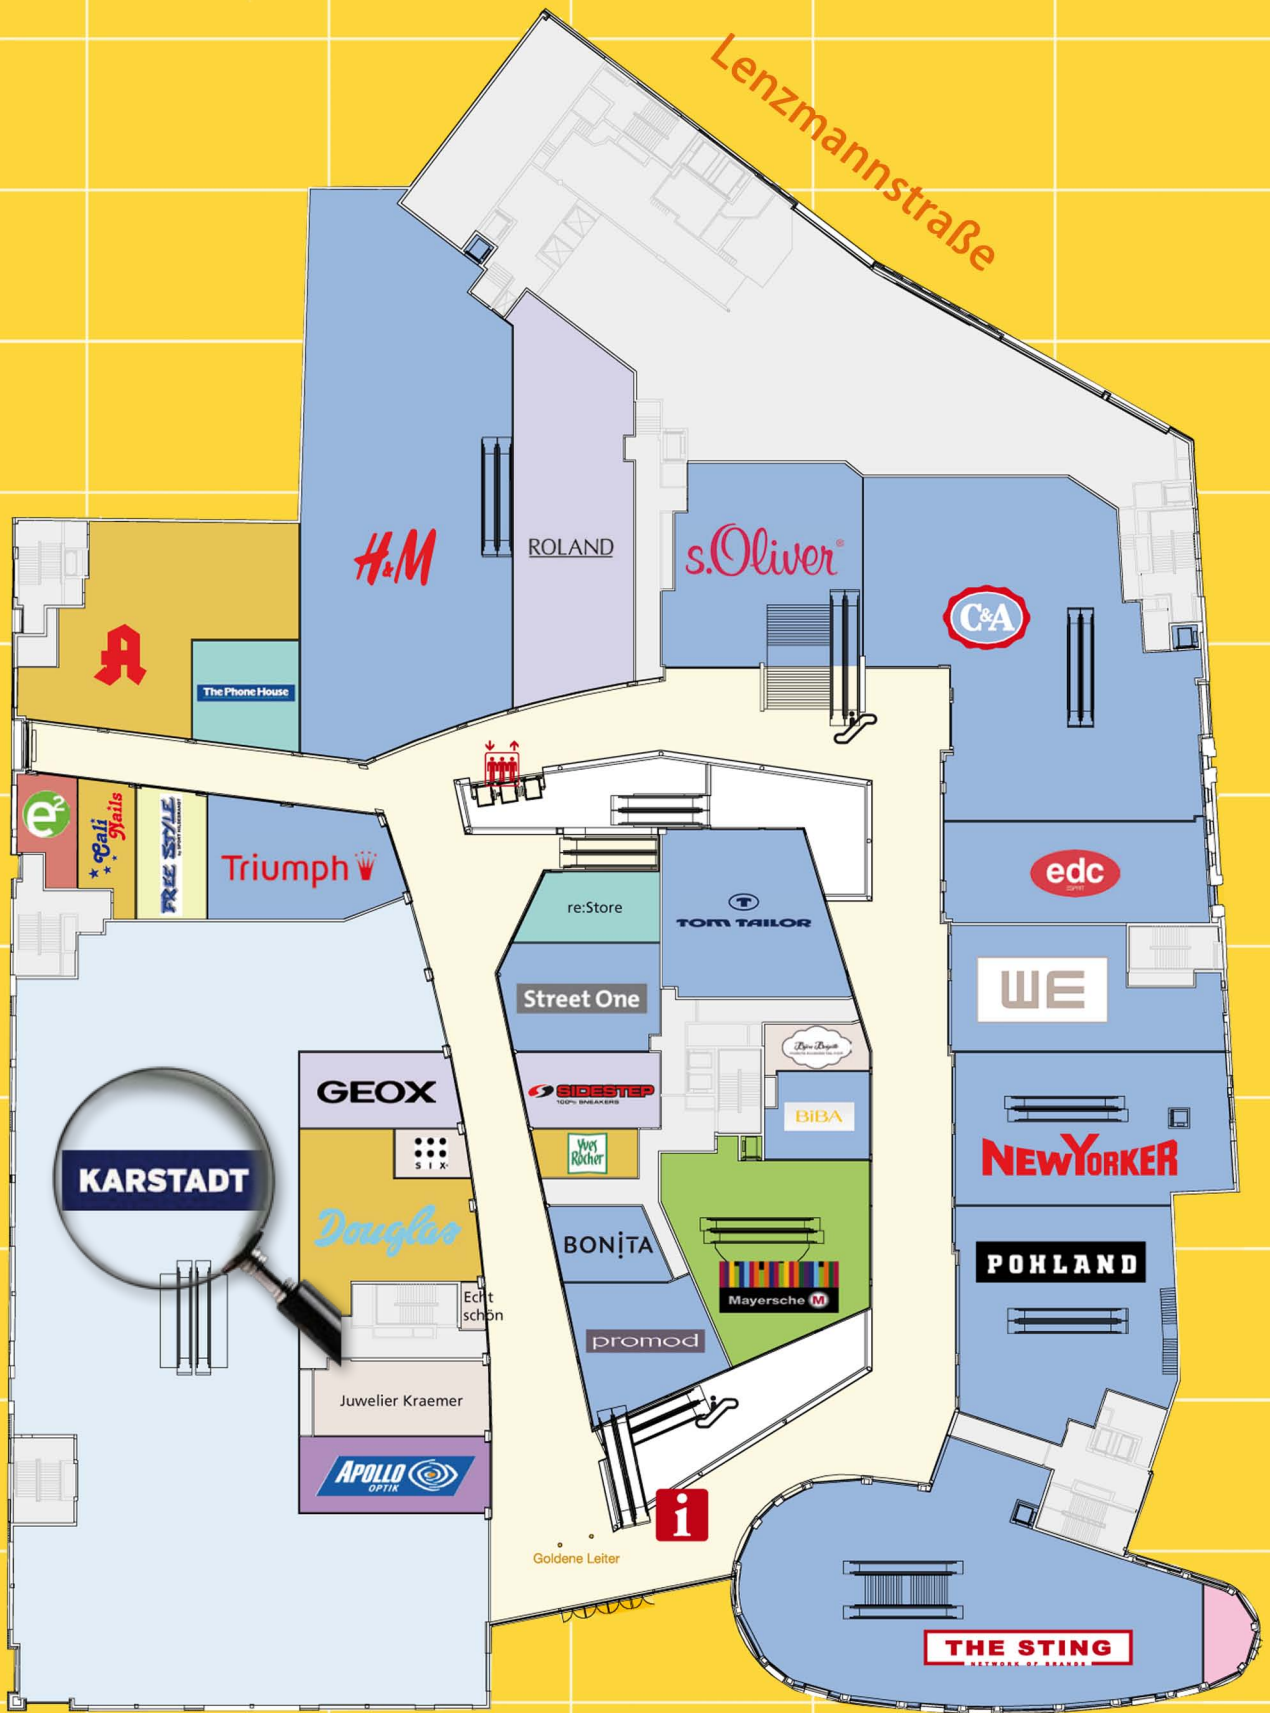 Lenzmannstraße
H&M
ROLAND
s.Oliver®
C&A
A
The Phone House
e2
Cali
Nails
FREE STYLE
Triumph
re:Store
TOM TAILOR
edc
ESPRIT
Street One
WE
GEOX
SIDESTEP
100% SNEAKERS
BiBA
SIX
Yves
Rocher
NEWYORKER
KARSTADT
Douglas
BONiTA
Mayersche M
POHLAND
Echt
schön
promod
Juwelier Kraemer
APOLLO
OPTIK
i
Goldene Leiter
THE STING
NETWORK OF BRANDS